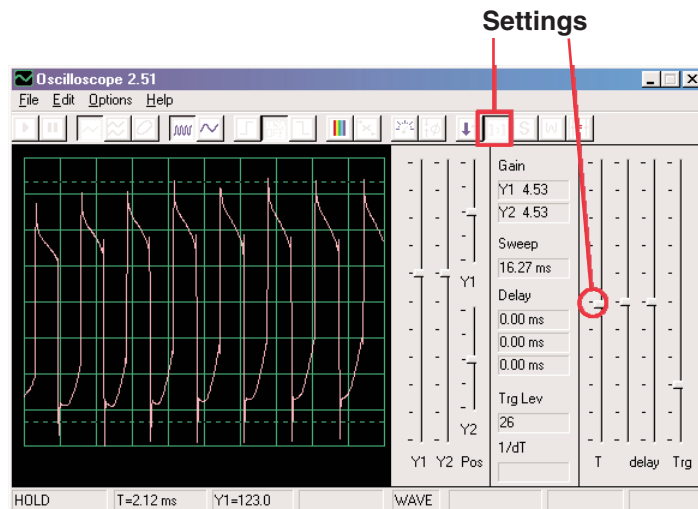 Settings
Oscilloscope 2.51
File Edit Options Help
Gain
Y1 4.53
Y2 4.53
Sweep
16.27 ms
Y1
Delay
0.00 ms
0.00 ms
0.00 ms
Trg Lev
26
Y2
1/dT
Y1 Y2 Pos
T delay Trg
HOLD T=2.12 ms Y1=123.0 WAVE